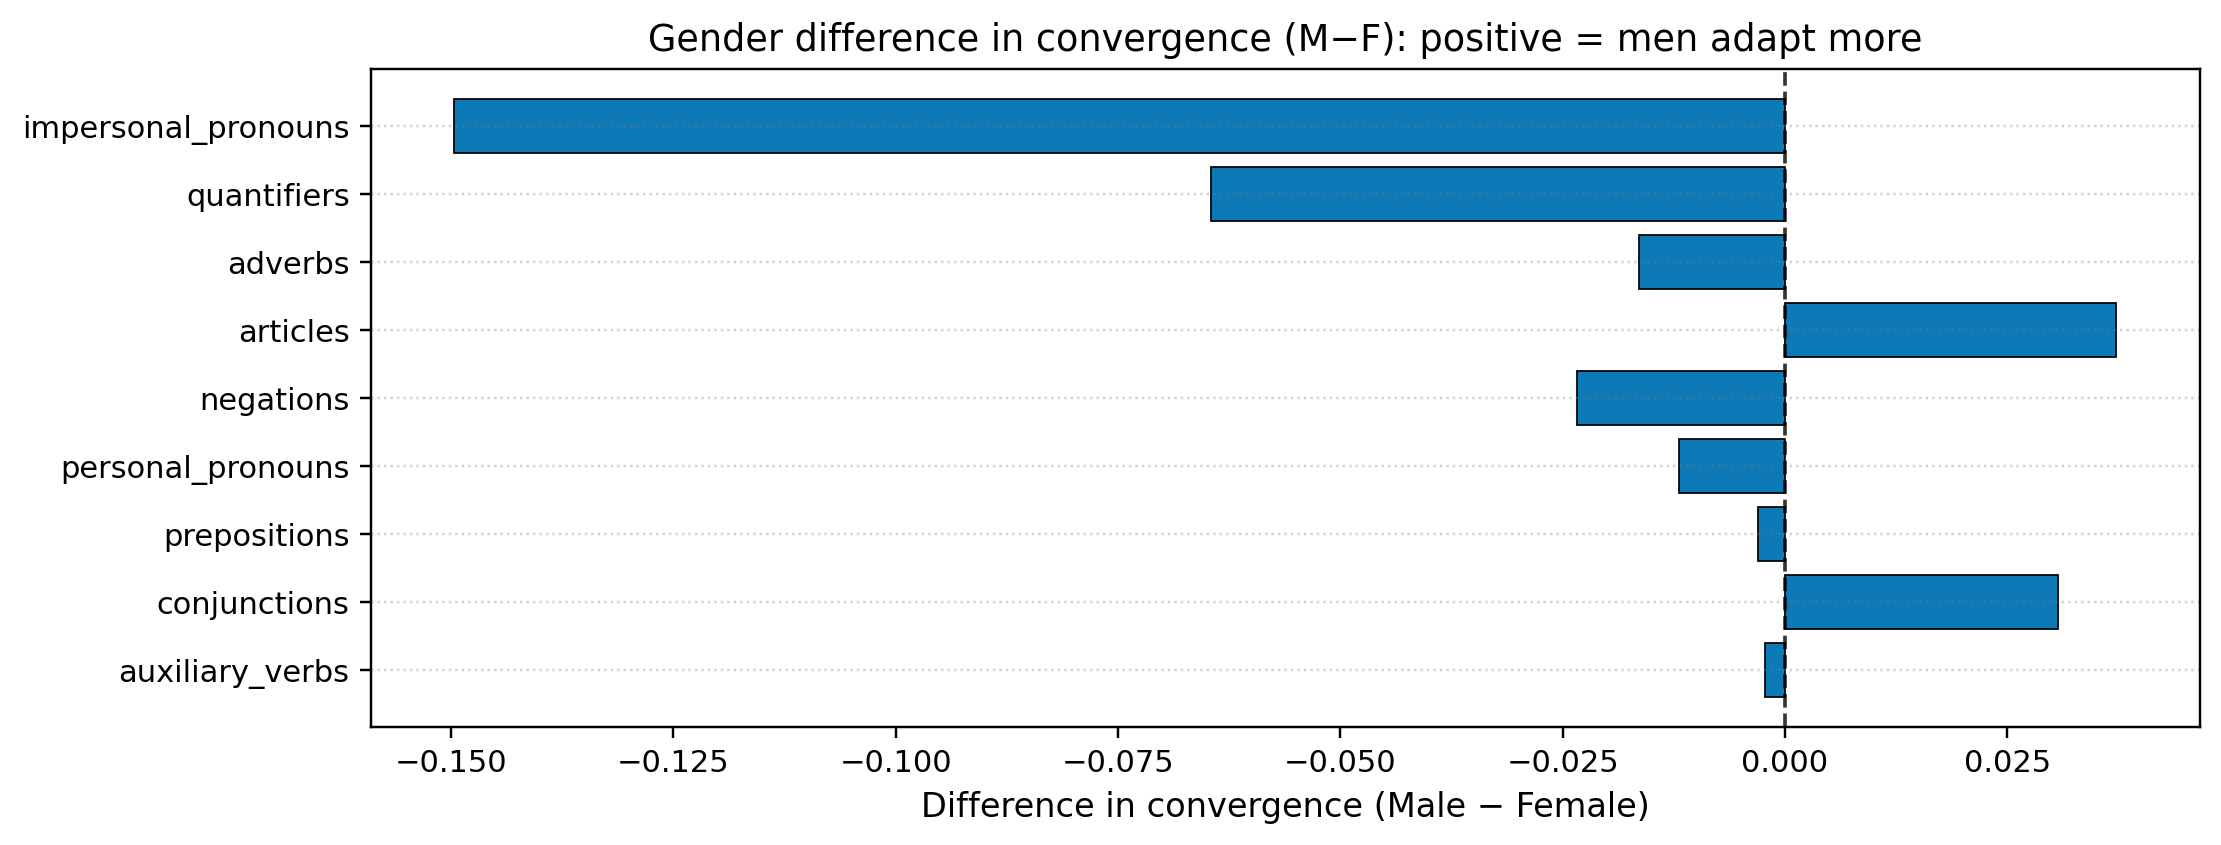 Gender difference in convergence (M−F): positive = men adapt more
impersonal_pronouns
quantifiers
adverbs
articles
negations
personal_pronouns
prepositions
conjunctions
auxiliary_verbs
−0.150 −0.125 −0.100 −0.075 −0.050 −0.025 0.000 0.025
Difference in convergence (Male − Female)